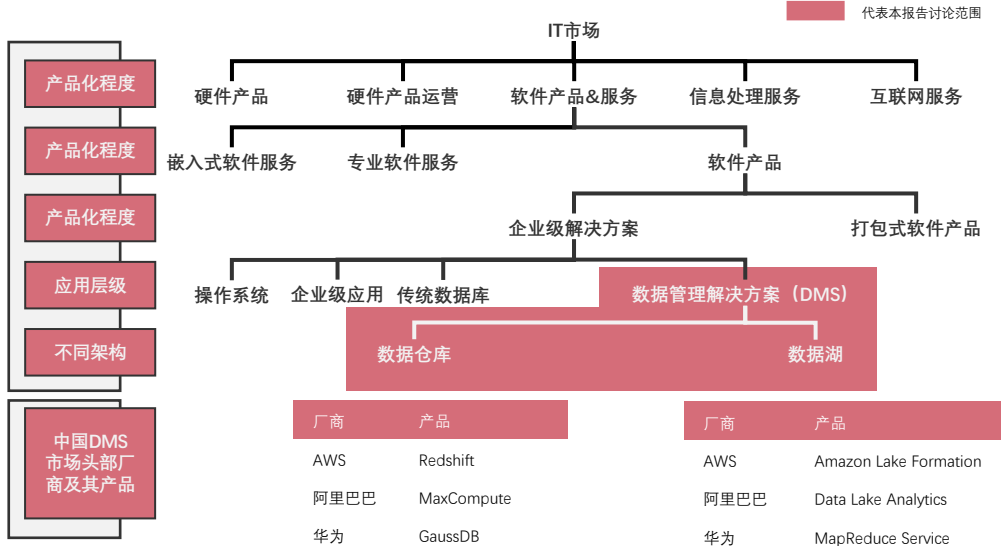 代表本报告讨论范围
IT市场
产品化程度
硬件产品 硬件产品运营 软件产品&服务 信息处理服务 互联网服务
产品化程度
嵌入式软件服务 专业软件服务 软件产品
产品化程度
企业级解决方案 打包式软件产品
应用层级
操作系统 企业级应用 传统数据库 数据管理解决方案（DMS）
不同架构
数据仓库 数据湖
中国DMS
市场头部厂
商及其产品
厂商 产品
AWS Redshift
阿里巴巴 MaxCompute
华为 GaussDB
厂商 产品
AWS Amazon Lake Formation
阿里巴巴 Data Lake Analytics
华为 MapReduce Service